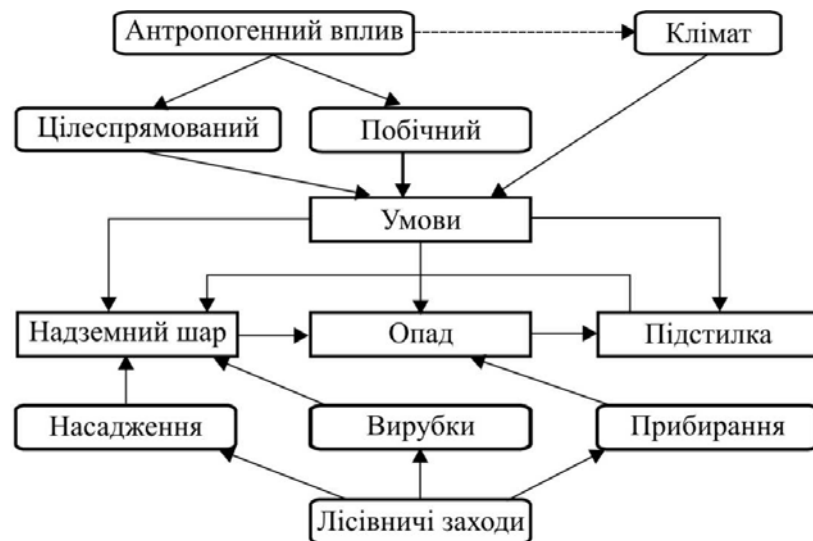 Антропогенний вплив
Клімат
Цілеспрямований
Побічний
Умови
Надземний шар
Опад
Підстилка
Насадження
Вирубки
Прибирання
Лісівничі заходи